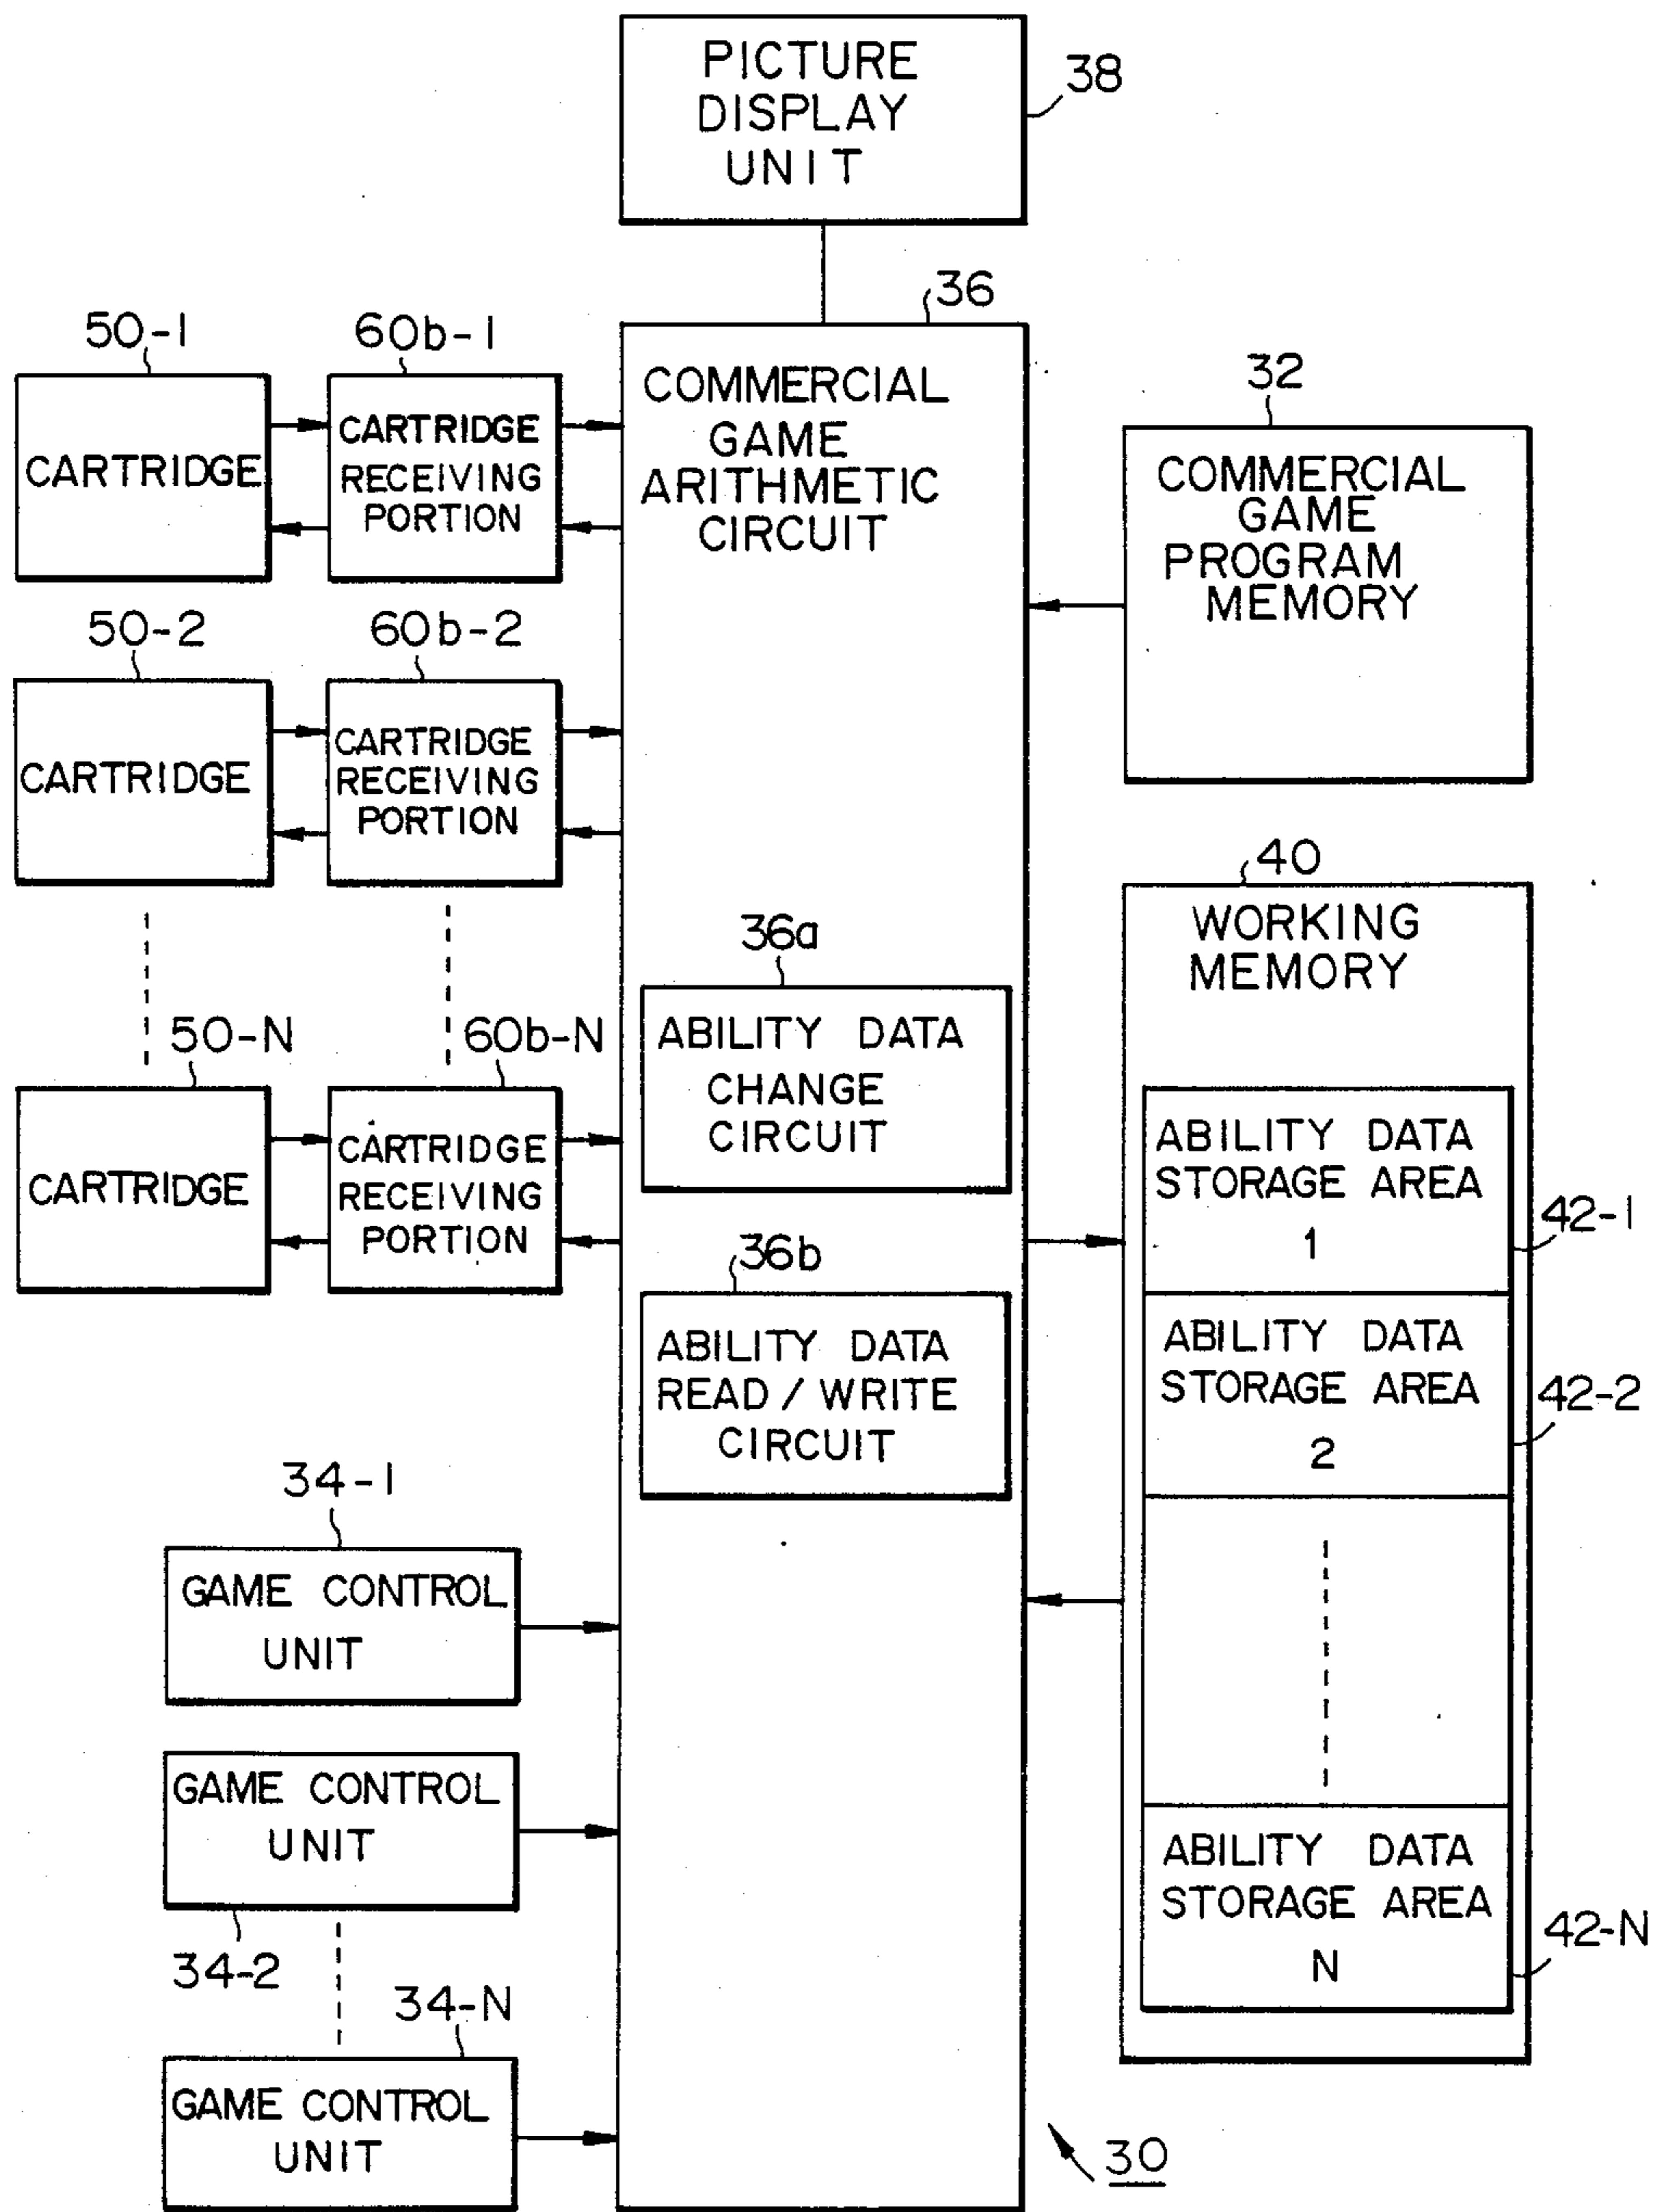 PICTURE
DISPLAY
UNIT
38
36
50-1
60b-1
CARTRIDGE
CARTRIDGE
RECEIVING
PORTION
COMMERCIAL
GAME
ARITHMETIC
CIRCUIT
32
COMMERCIAL
GAME
PROGRAM
MEMORY
50-2
60b-2
CARTRIDGE
CARTRIDGE
RECEIVING
PORTION
40
WORKING
MEMORY
36a
ABILITY DATA
CHANGE
CIRCUIT
50-N
60b-N
CARTRIDGE
CARTRIDGE
RECEIVING
PORTION
ABILITY DATA
STORAGE AREA
1
42-1
36b
ABILITY DATA
READ / WRITE
CIRCUIT
ABILITY DATA
STORAGE AREA
2
42-2
34-1
GAME CONTROL
UNIT
GAME CONTROL
UNIT
34-2
ABILITY DATA
STORAGE AREA
N
42-N
34-N
GAME CONTROL
UNIT
30